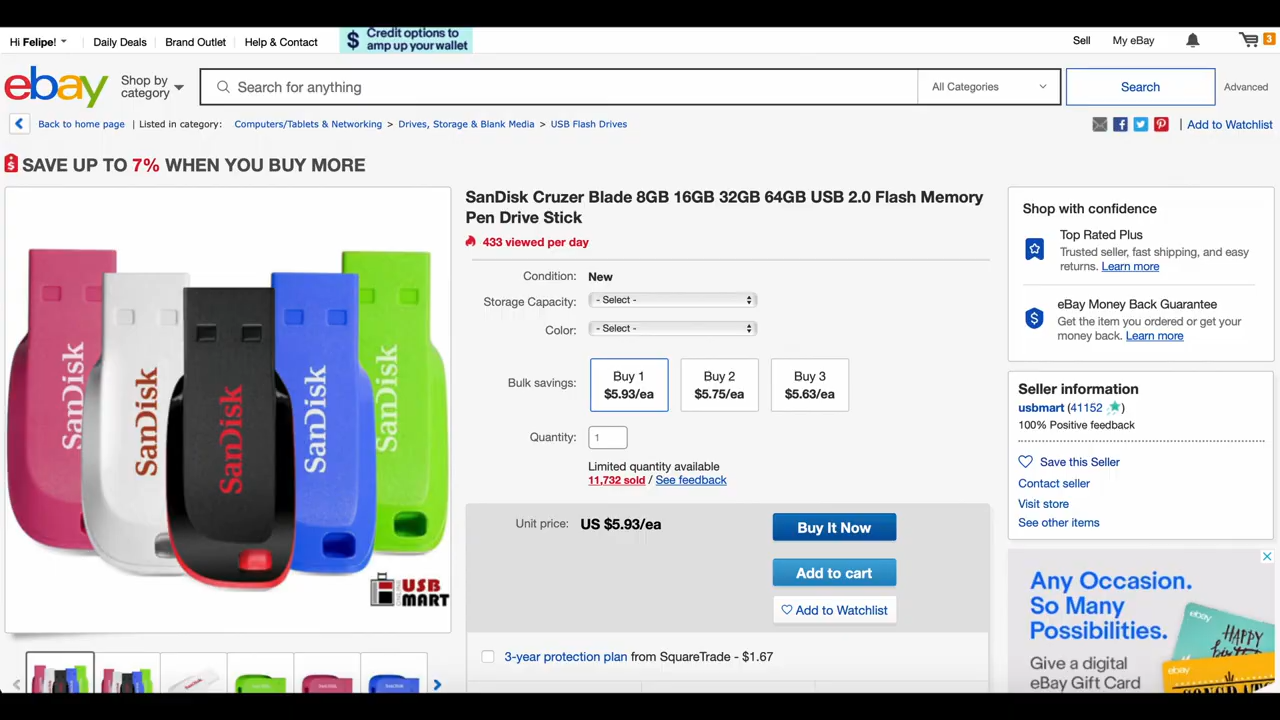 Hi Felipe!
Daily Deals
Brand Outlet
Help & Contact
Credit options to
amp up your wallet
Sell
My eBay
3
ebay
Shop by
category
Search for anything
All Categories
Search
Advanced
Back to home page | Listed in category: Computers/Tablets & Networking > Drives, Storage & Blank Media > USB Flash Drives
| Add to Watchlist
SAVE UP TO 7% WHEN YOU BUY MORE
SanDisk
SanDisk
SanDisk
SanDisk
SanDisk
USB
MART
SanDisk Cruzer Blade 8GB 16GB 32GB 64GB USB 2.0 Flash Memory
Pen Drive Stick
433 viewed per day
Condition: New
Storage Capacity: - Select -
Color: - Select -
Bulk savings:
Buy 1
$5.93/ea
Buy 2
$5.75/ea
Buy 3
$5.63/ea
Quantity: 1
Limited quantity available
11,732 sold / See feedback
Unit price: US $5.93/ea
Buy It Now
Add to cart
Add to Watchlist
3-year protection plan from SquareTrade - $1.67
Shop with confidence
Top Rated Plus
Trusted seller, fast shipping, and easy
returns. Learn more
eBay Money Back Guarantee
Get the item you ordered or get your
money back. Learn more
Seller information
usbmart (41152 )
100% Positive feedback
Save this Seller
Contact seller
Visit store
See other items
Any Occasion.
So Many
Possibilities.
Give a digital
eBay Gift Card
ebay
HAPPY
ebay